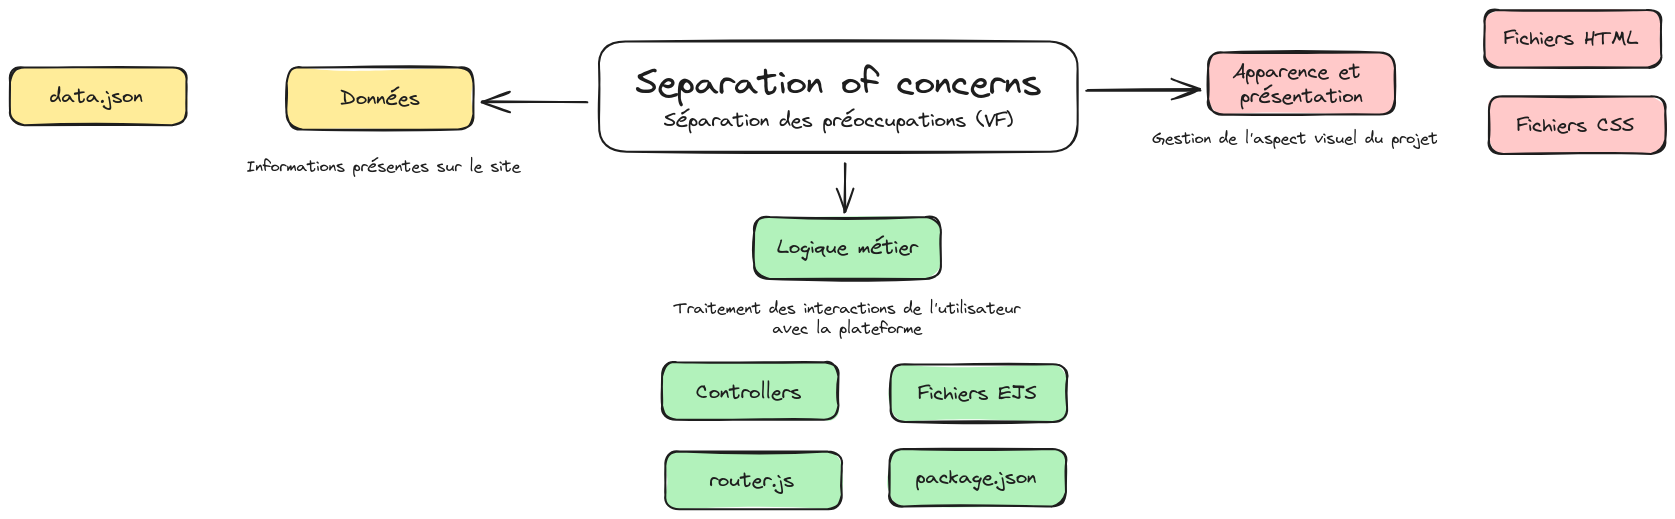 data.json
Données
Informations présentes sur le site
Separation of concerns
Séparation des préoccupations (VF)
Apparence et
présentation
Gestion de l'aspect visuel du projet
Fichiers HTML
Fichiers CSS
Logique métier
Traitement des interactions de l'utilisateur
avec la plateforme
Controllers
Fichiers EJS
router.js
package.json